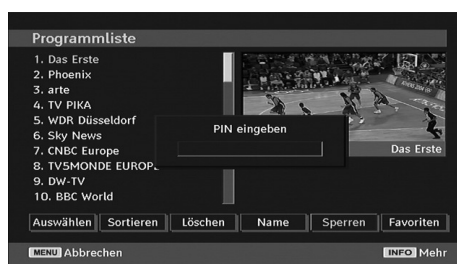 Programmliste
1. Das Erste
2. Phoenix
3. arte
4. TV PIKA
5. WDR Düsseldorf
6. Sky News
7. CNBC Europe
8. TV5MONDE EUROPE
9. DW-TV
10. BBC World
PIN eingeben
ATHENS 2004
Das Erste
Auswählen Sortieren Löschen Name Sperren Favoriten
MENU Abbrechen INFO Mehr